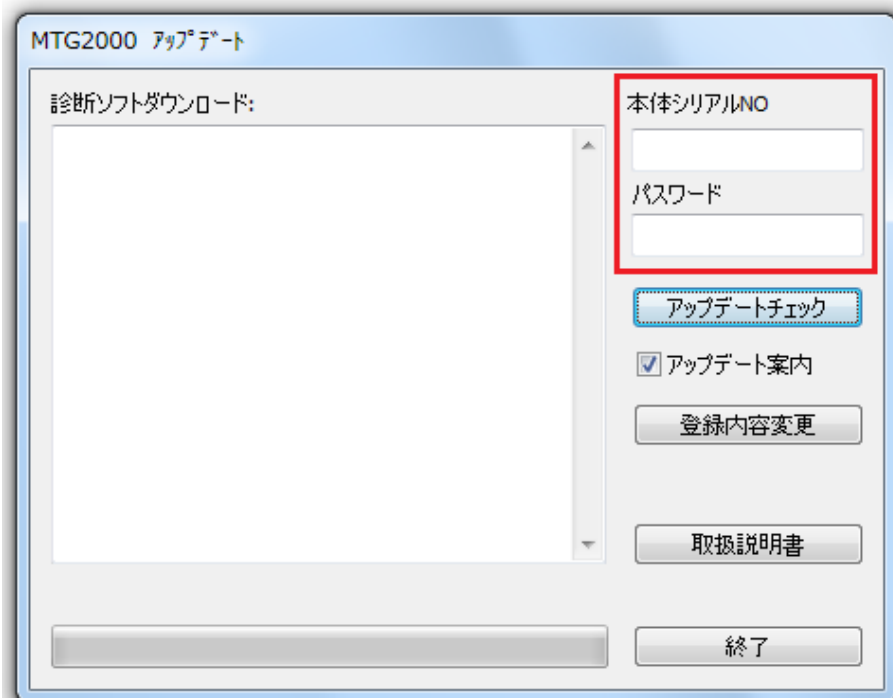 MTG2000 ｱｯﾌﾟﾃﾞｰﾄ
診断ソフトダウンロード:
本体シリアルNO
パスワード
アップデートチェック
アップデート案内
登録内容変更
取扱説明書
終了